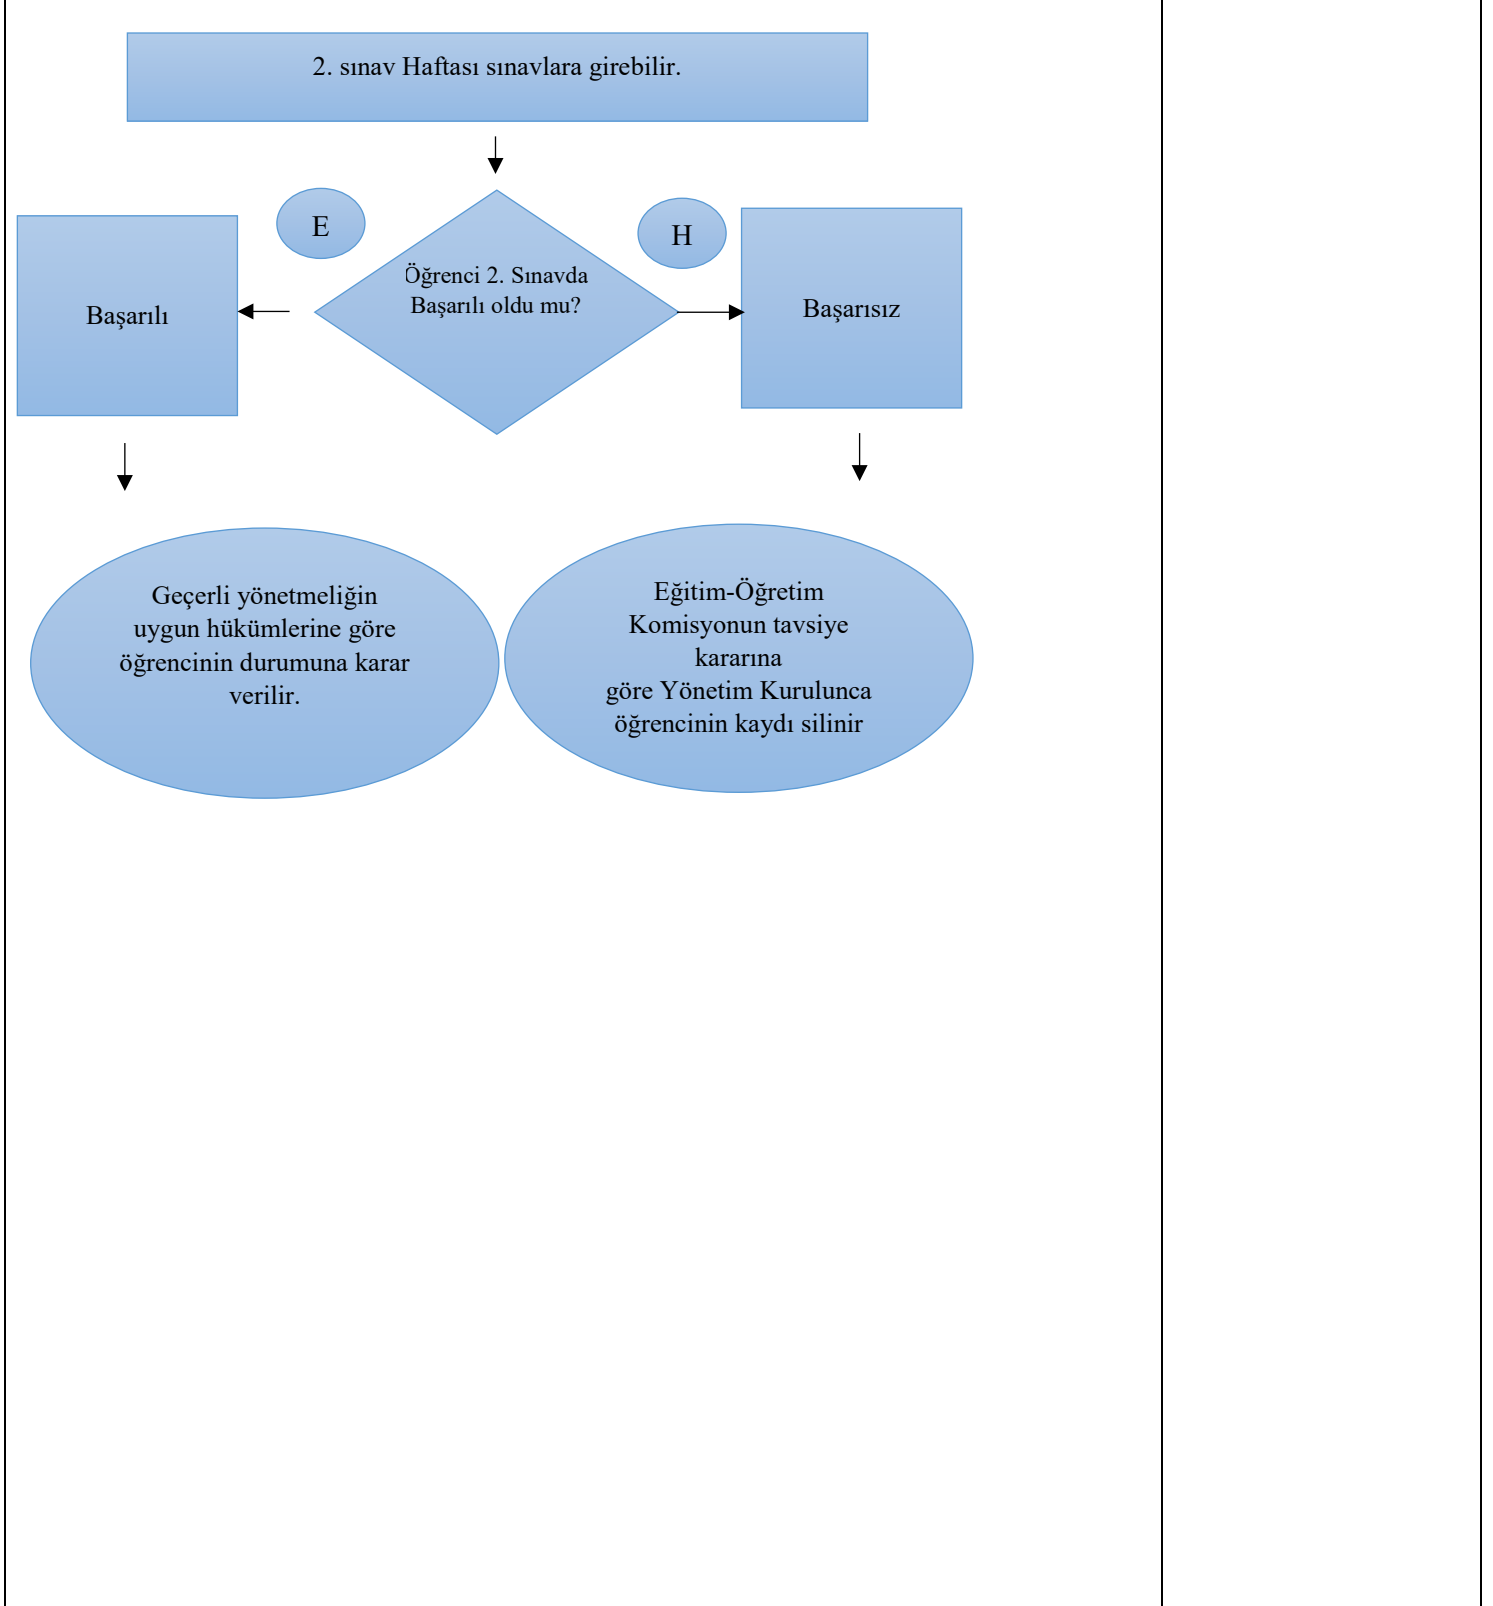 2. sınav Haftası sınavlara girebilir.
E
H
Öğrenci 2. Sınavda
Başarılı oldu mu?
Başarılı
Başarısız
Geçerli yönetmeliğin
uygun hükümlerine göre
öğrencinin durumuna karar
verilir.
Eğitim-Öğretim
Komisyonun tavsiye
kararına
göre Yönetim Kurulunca
öğrencinin kaydı silinir